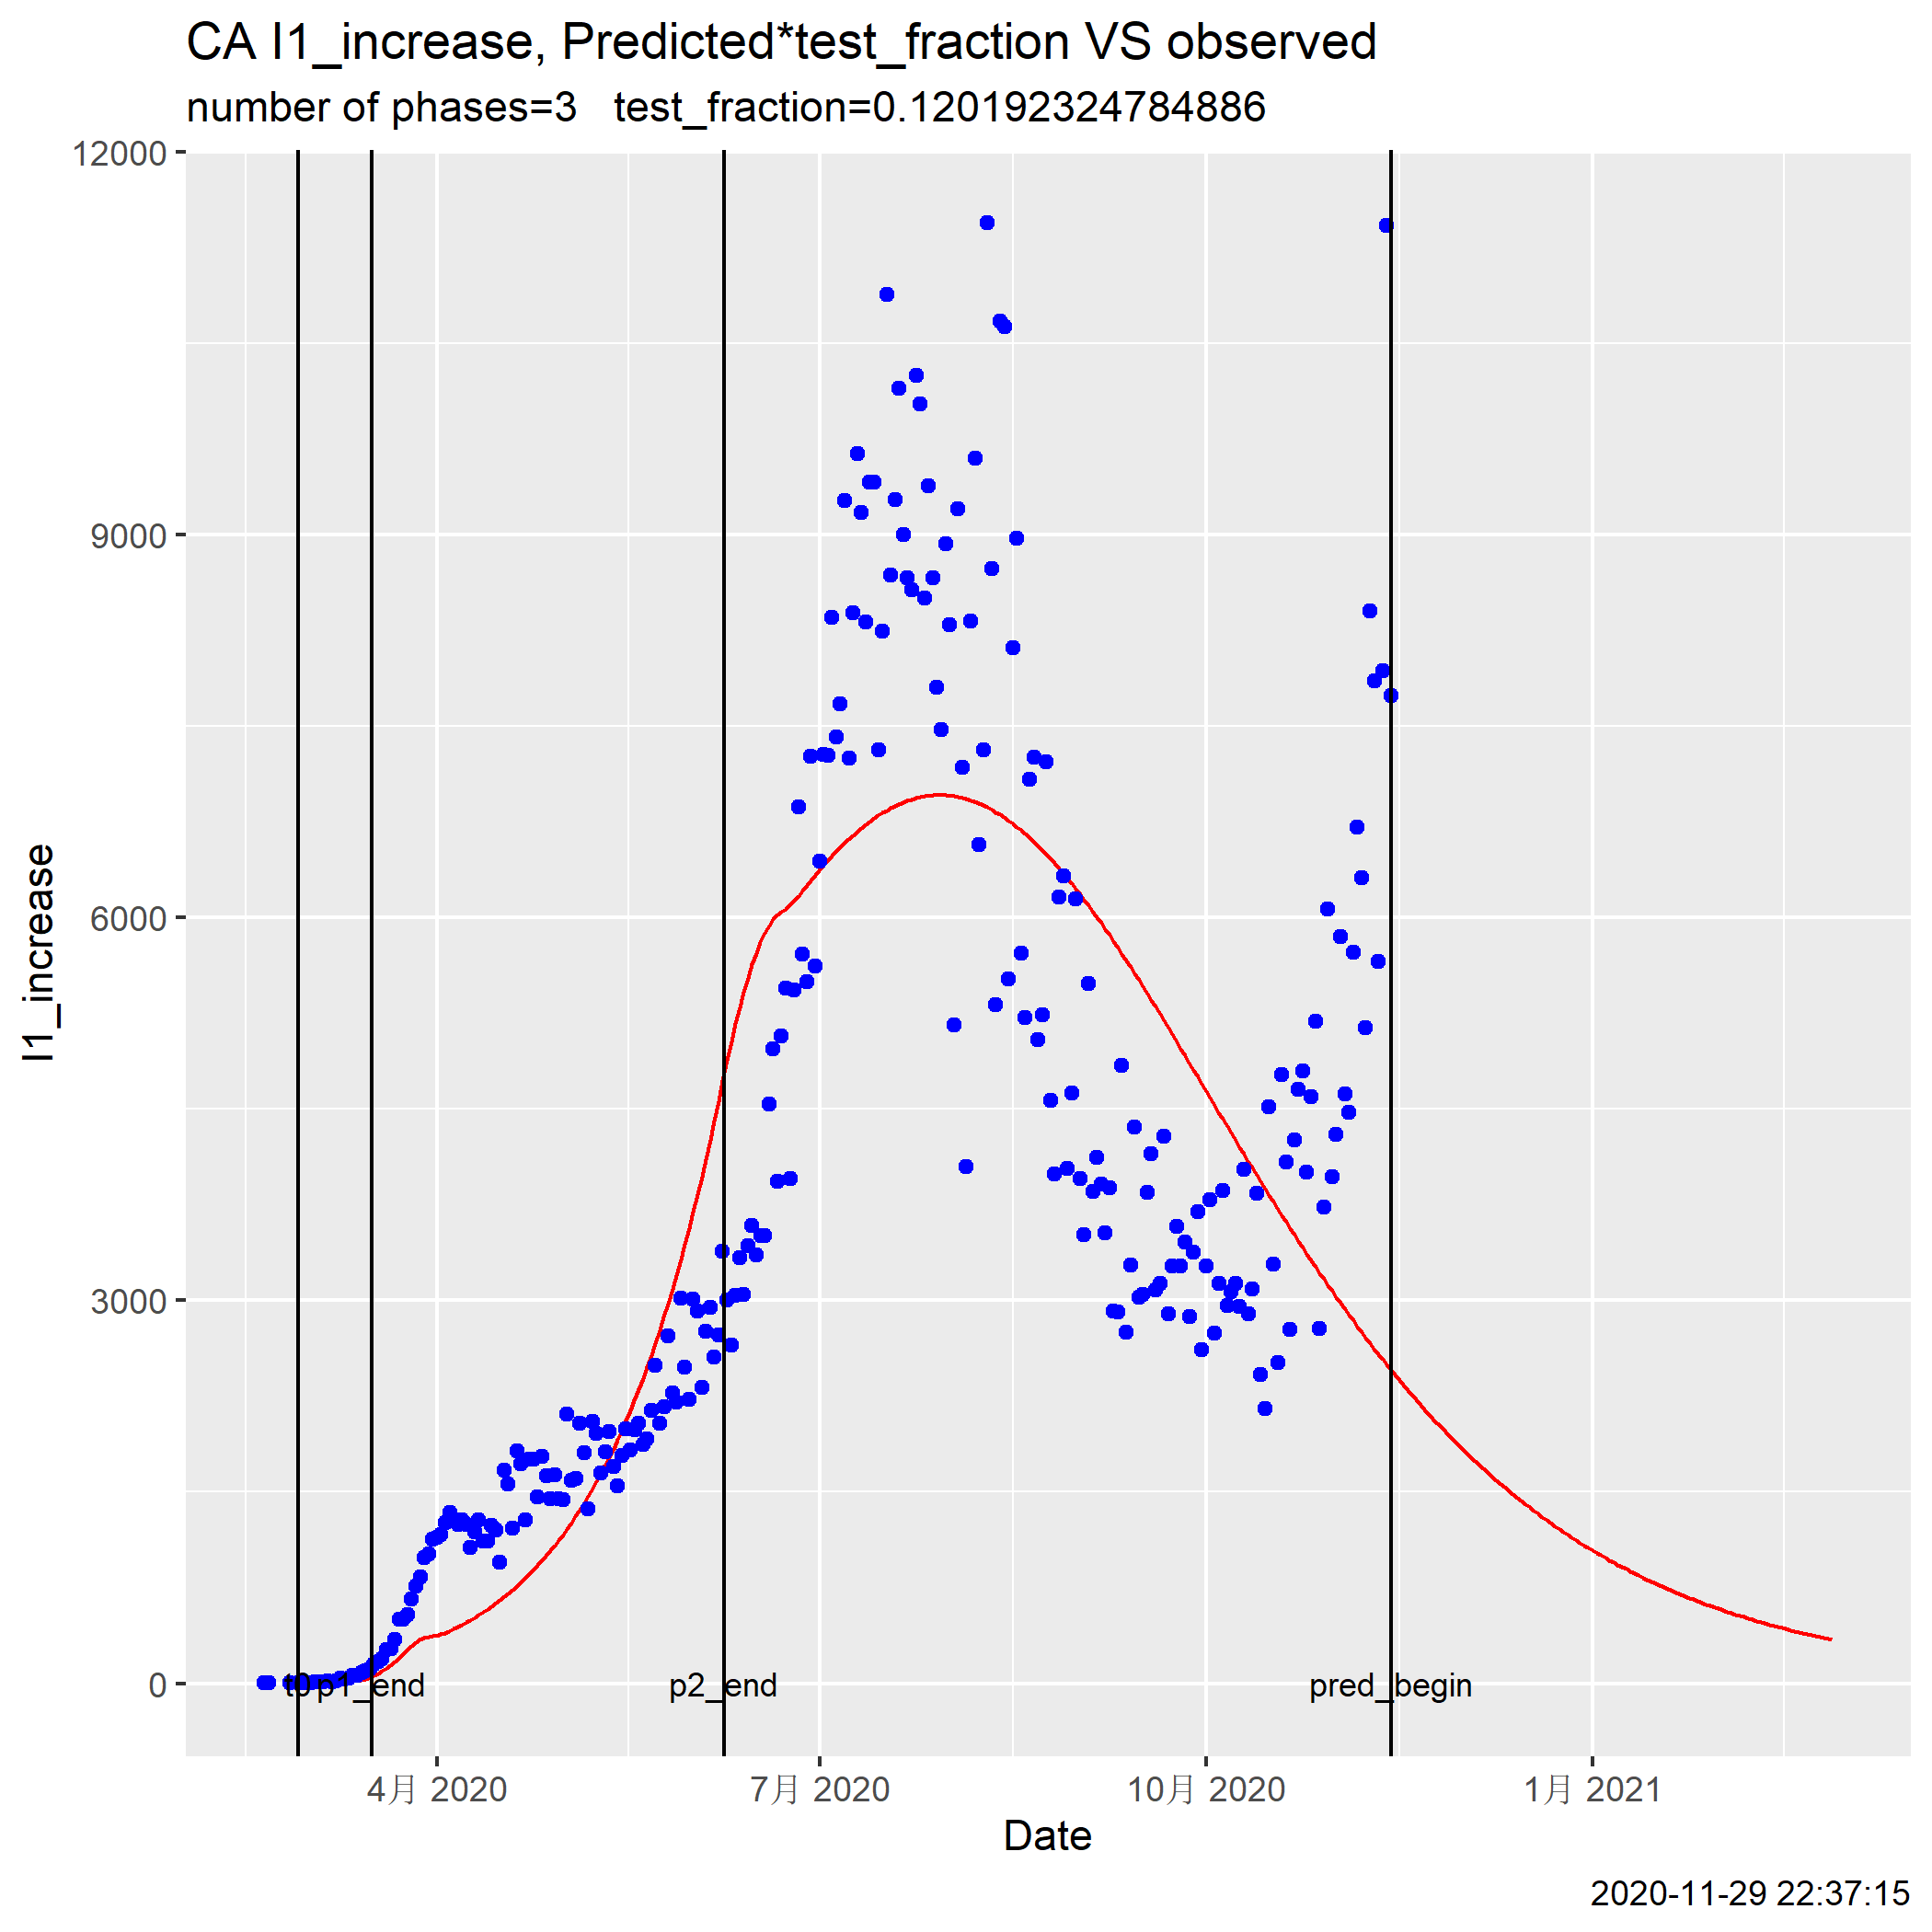 CA I1_increase, Predicted*test_fraction VS observed
number of phases=3   test_fraction=0.120192324784886
12000
9000
6000
3000
0
I1_increase
t0 p1_end
p2_end
pred_begin
4月 2020
7月 2020
10月 2020
1月 2021
Date
2020-11-29 22:37:15